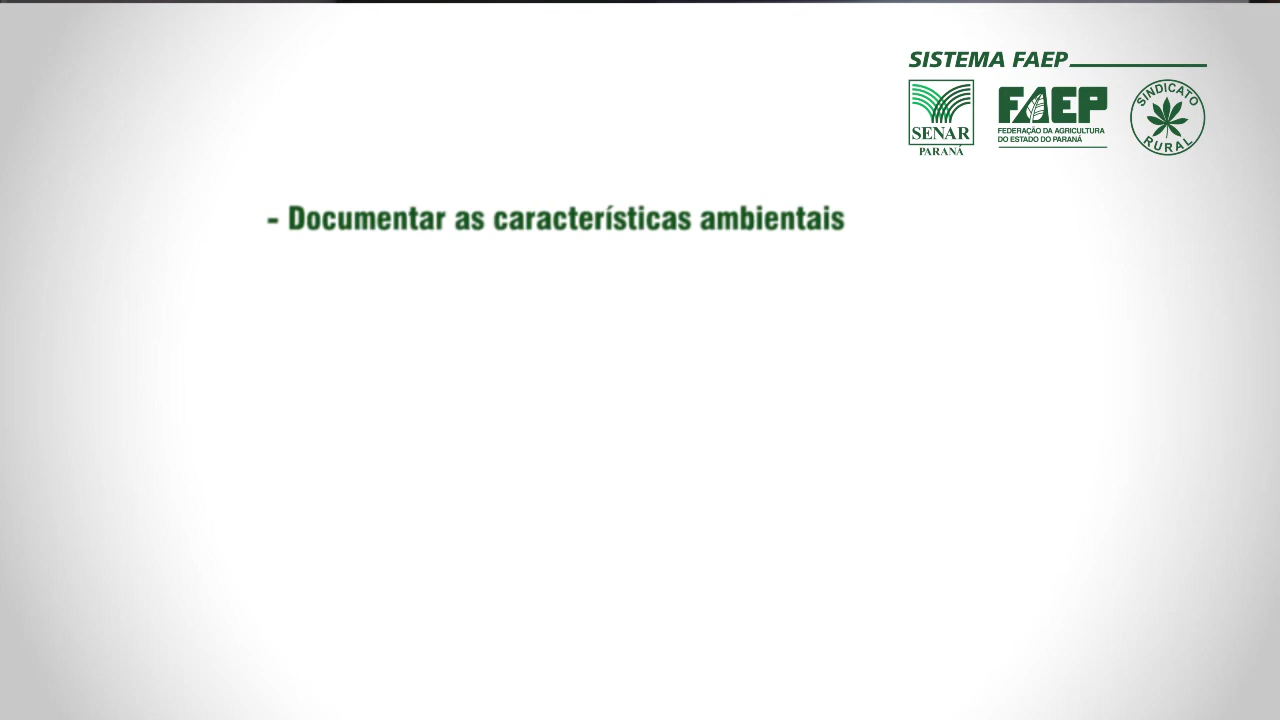 SISTEMA FAEP
SENAR
PARANÁ
FAEP
FEDERAÇÃO DA AGRICULTURA
DO ESTADO DO PARANÁ
SINDICATO
RURAL
- Documentar as características ambientais